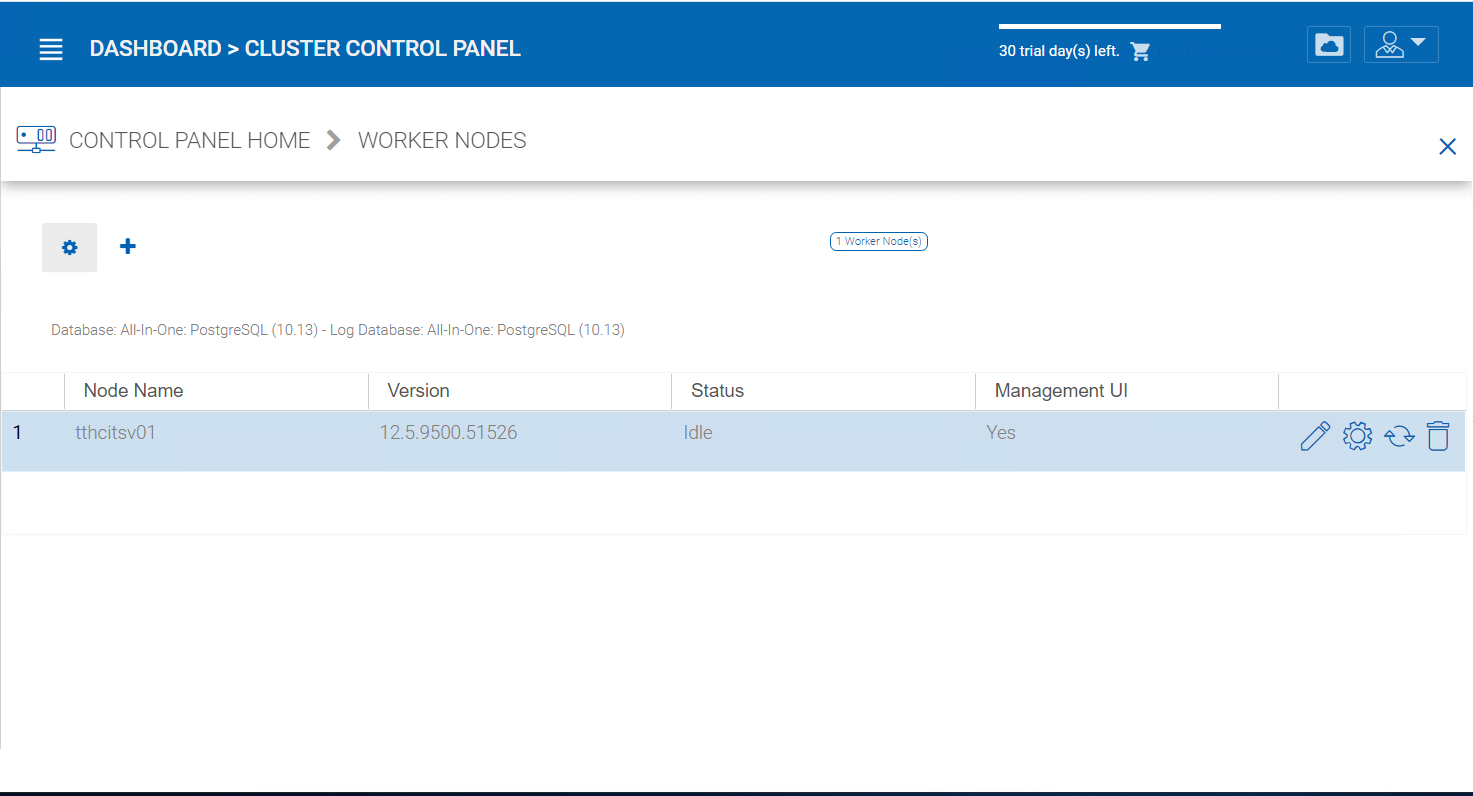 DASHBOARD > CLUSTER CONTROL PANEL
30 trial day(s) left.
CONTROL PANEL HOME WORKER NODES
1 Worker Node(s)
Database: All-In-One: PostgreSQL (10.13) - Log Database: All-In-One: PostgreSQL (10.13)
Node Name Version Status Management UI
1 tthcitsv01 12.5.9500.51526 Idle Yes